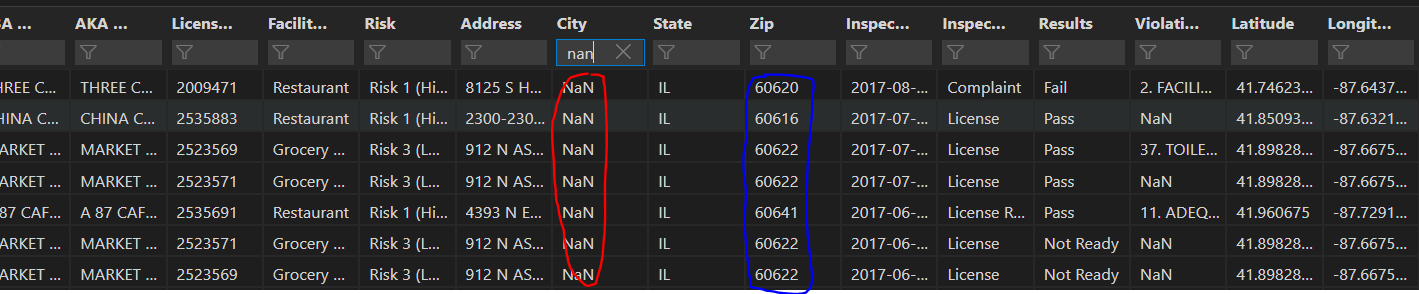 BA ... AKA ... Licens... Facilit... Risk Address City State Zip Inspec... Inspec... Results Violati... Latitude Longit...
nan
HREE C... THREE C... 2009471 Restaurant Risk 1 (Hi... 8125 S H... NaN IL 60620 2017-08-... Complaint Fail 2. FACILI... 41.74623... -87.6437...
HINA C... CHINA C... 2535883 Restaurant Risk 1 (Hi... 2300-230... NaN IL 60616 2017-07-... License Pass NaN 41.85093... -87.6321...
ARKET ... MARKET ... 2523569 Grocery ... Risk 3 (L... 912 N AS... NaN IL 60622 2017-07-... License Pass 37. TOILE... 41.89828... -87.6675...
ARKET ... MARKET ... 2523571 Grocery ... Risk 3 (L... 912 N AS... NaN IL 60622 2017-07-... License Pass NaN 41.89828... -87.6675...
87 CAF... A 87 CAF... 2535691 Restaurant Risk 1 (Hi... 4393 N E... NaN IL 60641 2017-06-... License R... Pass 11. ADEQ... 41.960675 -87.7291...
ARKET ... MARKET ... 2523571 Grocery ... Risk 3 (L... 912 N AS... NaN IL 60622 2017-06-... License Not Ready NaN 41.89828... -87.6675...
ARKET ... MARKET ... 2523569 Grocery ... Risk 3 (L... 912 N AS... NaN IL 60622 2017-06-... License Not Ready NaN 41.89828... -87.6675...